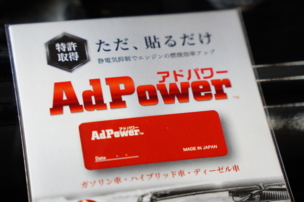 特許
取得
ただ、貼るだけ
静電気抑制でエンジンの燃焼効率アップ
アドパワー
AdPower™
アドパワー
AdPower™
Date . .
MADE IN JAPAN
ガソリン車・ハイブリッド車・ディーゼル車